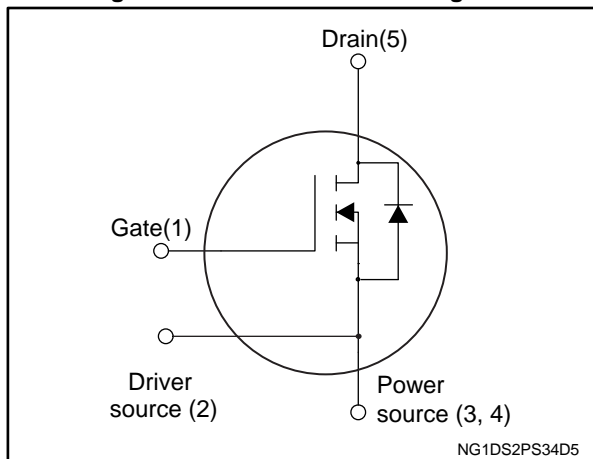 Drain(5)
Gate(1)
Driver
source (2)
Power
source (3, 4)
NG1DS2PS34D5